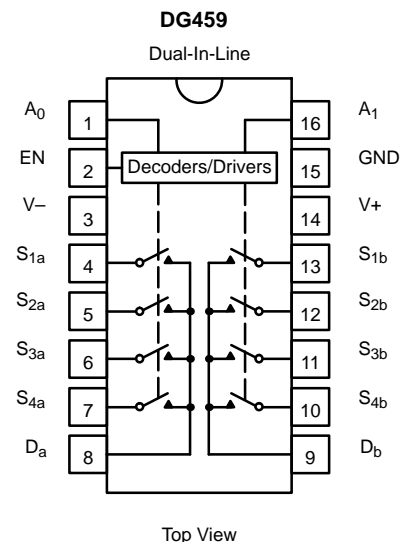 DG459
Dual-In-Line
A0 1 16 A1
EN 2 Decoders/Drivers 15 GND
V– 3 14 V+
S1a 4 13 S1b
S2a 5 12 S2b
S3a 6 11 S3b
S4a 7 10 S4b
Da 8 9 Db
Top View